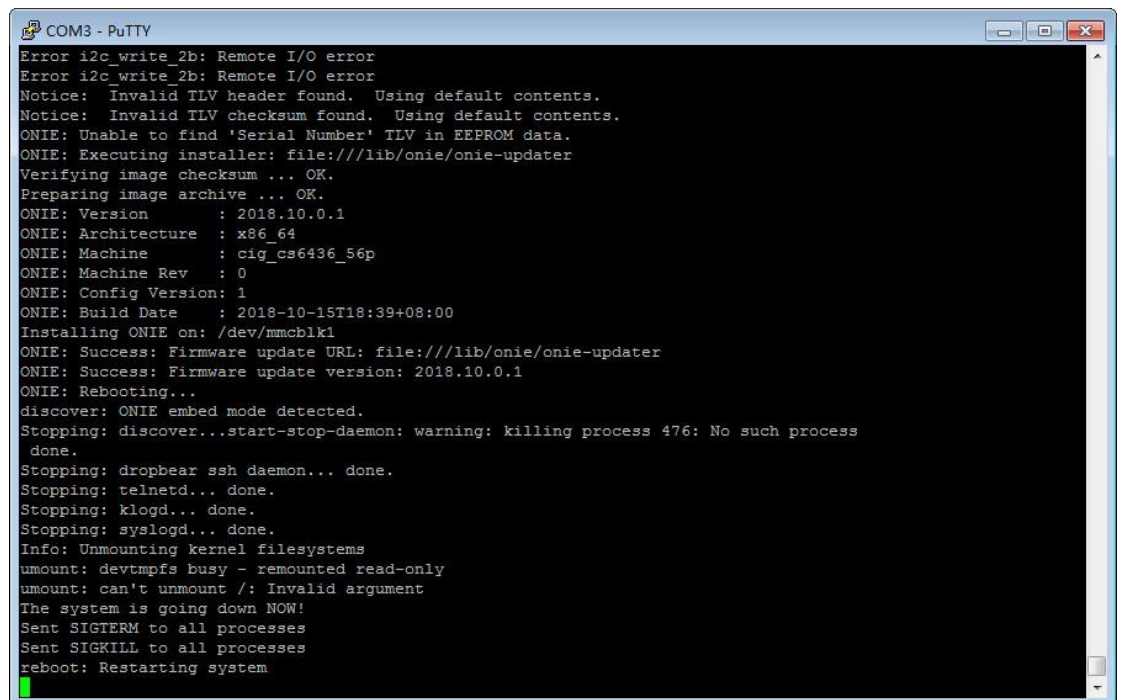 COM3 - PuTTY
Error i2c_write_2b: Remote I/O error
Error i2c_write_2b: Remote I/O error
Notice:  Invalid TLV header found.  Using default contents.
Notice:  Invalid TLV checksum found.  Using default contents.
ONIE: Unable to find 'Serial Number' TLV in EEPROM data.
ONIE: Executing installer: file:///lib/onie/onie-updater
Verifying image checksum ... OK.
Preparing image archive ... OK.
ONIE: Version       : 2018.10.0.1
ONIE: Architecture  : x86_64
ONIE: Machine       : cig_cs6436_56p
ONIE: Machine Rev   : 0
ONIE: Config Version: 1
ONIE: Build Date    : 2018-10-15T18:39+08:00
Installing ONIE on: /dev/mmcblk1
ONIE: Success: Firmware update URL: file:///lib/onie/onie-updater
ONIE: Success: Firmware update version: 2018.10.0.1
ONIE: Rebooting...
discover: ONIE embed mode detected.
Stopping: discover...start-stop-daemon: warning: killing process 476: No such process
 done.
Stopping: dropbear ssh daemon... done.
Stopping: telnetd... done.
Stopping: klogd... done.
Stopping: syslogd... done.
Info: Unmounting kernel filesystems
umount: devtmpfs busy - remounted read-only
umount: can't unmount /: Invalid argument
The system is going down NOW!
Sent SIGTERM to all processes
Sent SIGKILL to all processes
reboot: Restarting system